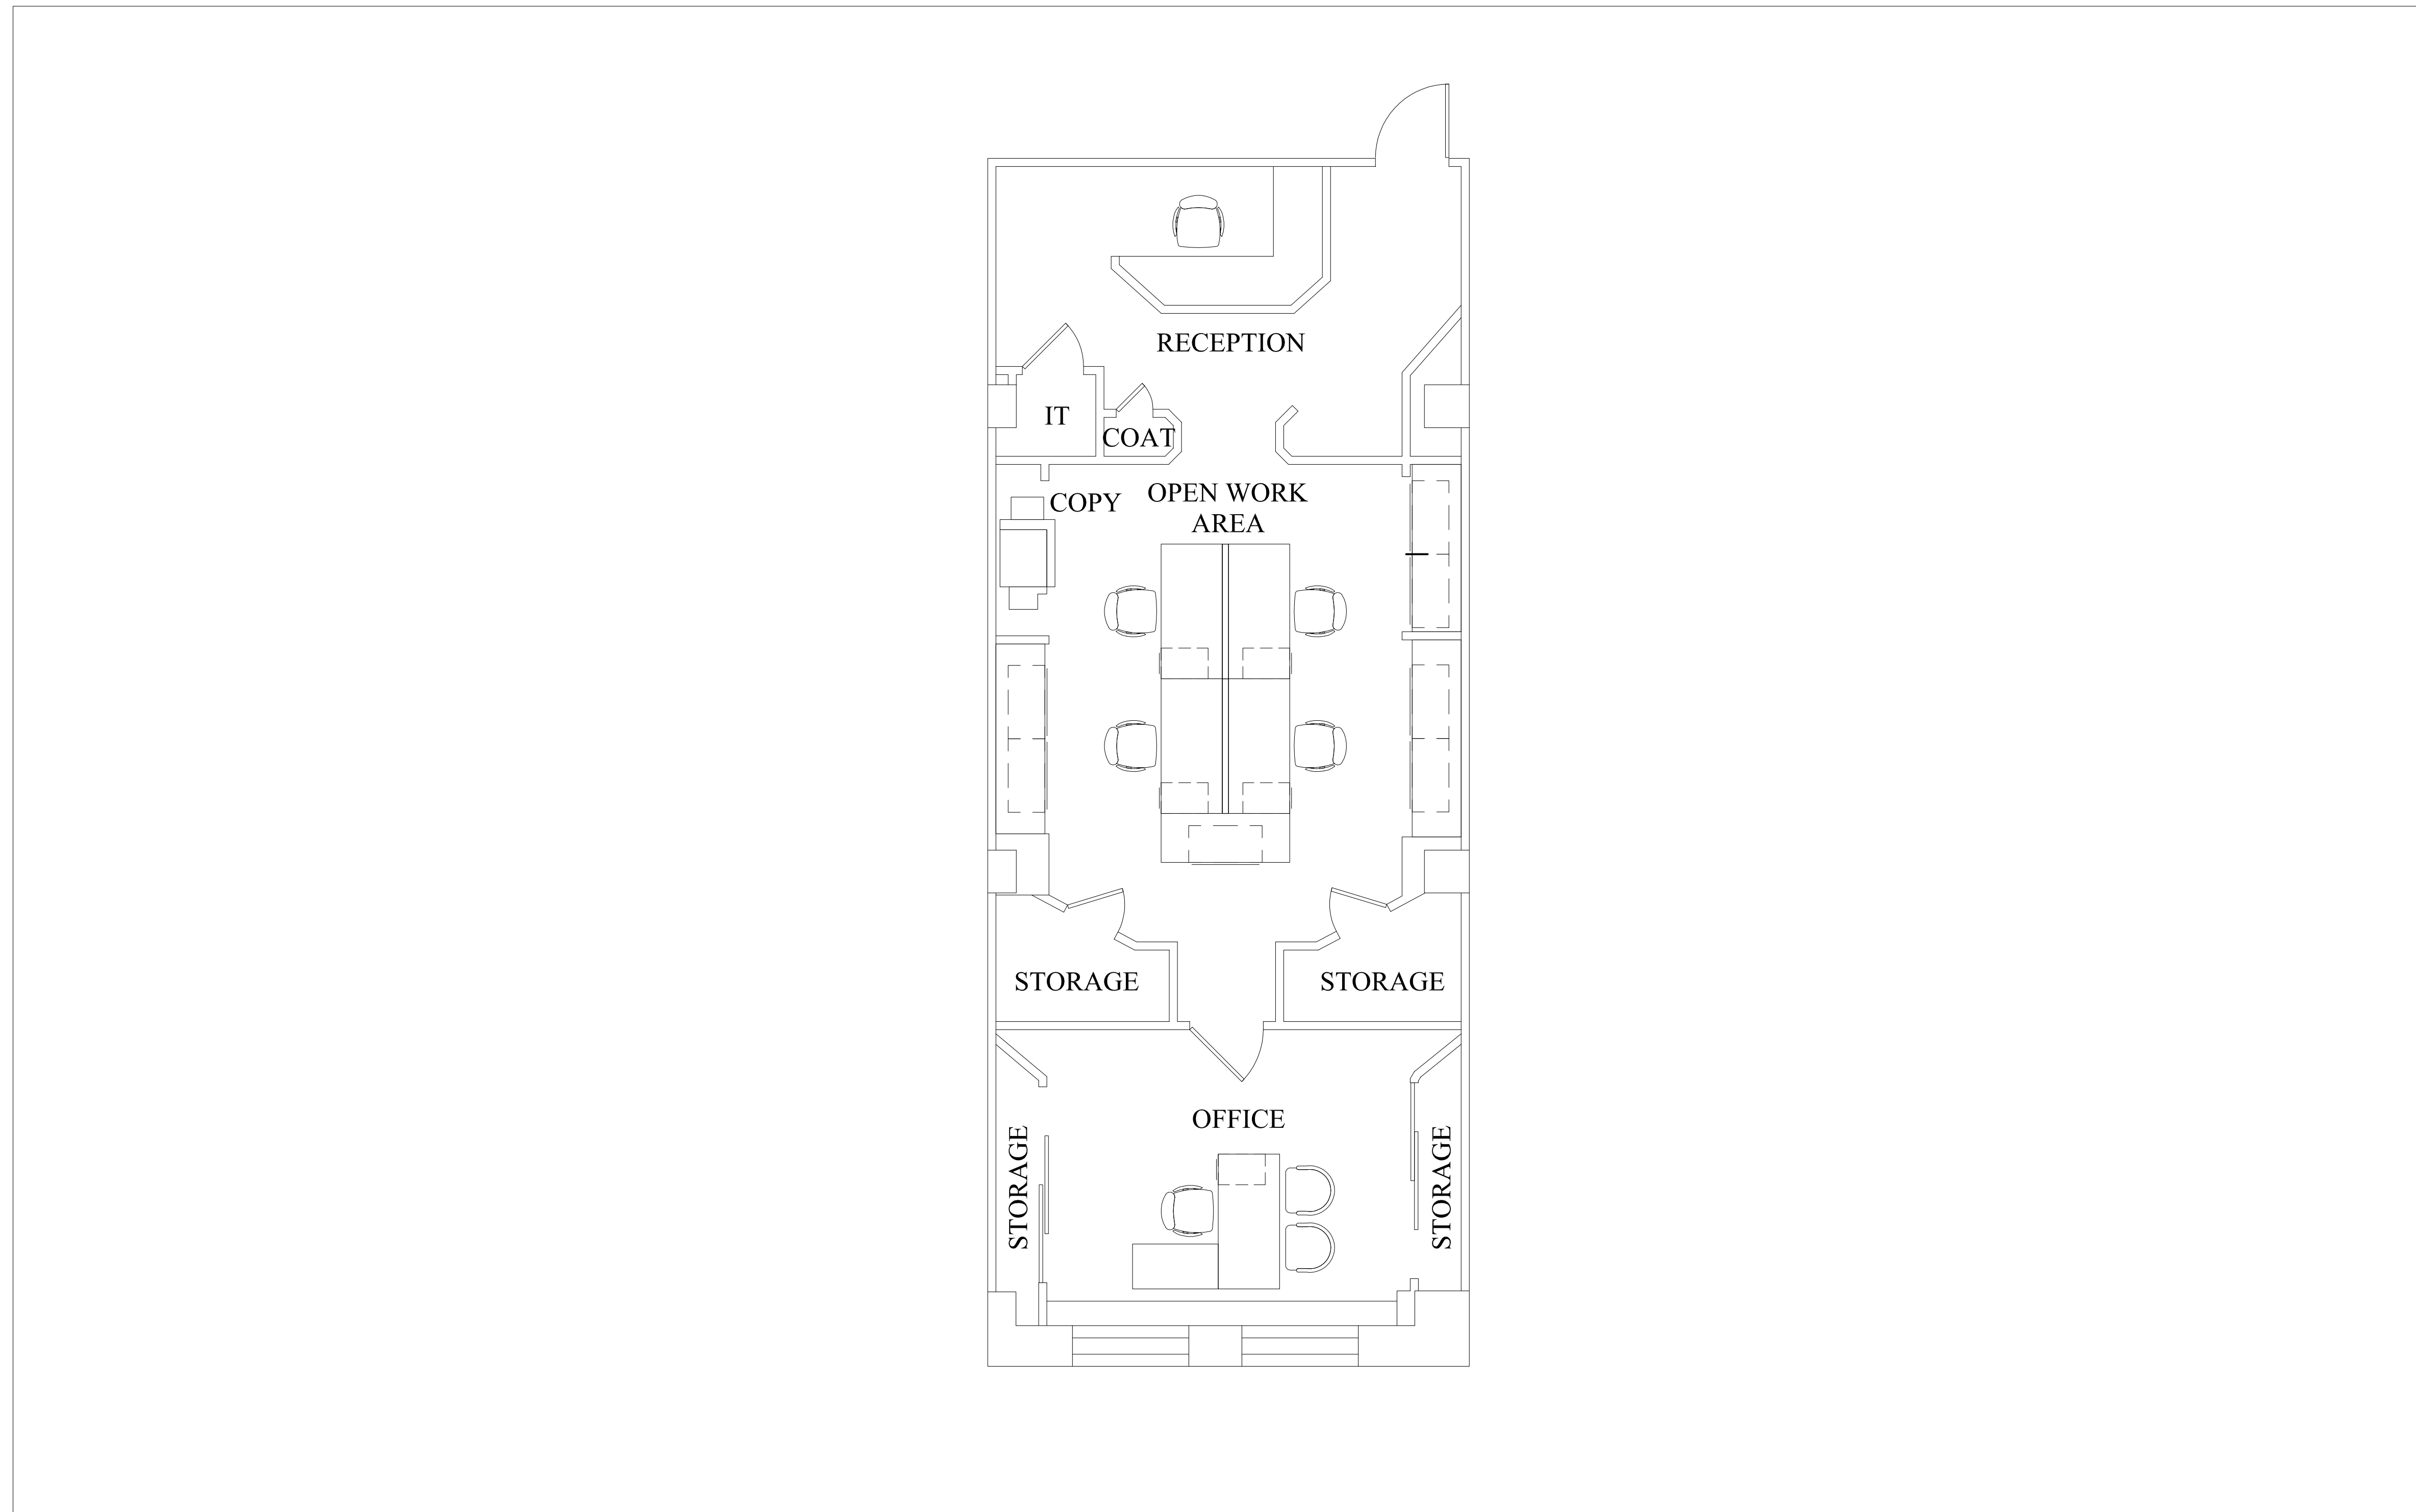 RECEPTION
IT
COAT
COPY
OPEN WORK
AREA
STORAGE
STORAGE
OFFICE
STORAGE
STORAGE